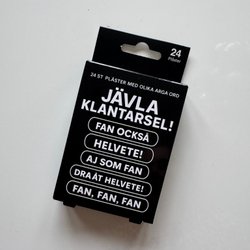 24
Plåster
24 ST PLÅSTER MED OLIKA ARGA ORD
JÄVLA
KLANTARSEL!
FAN OCKSÅ
HELVETE!
AJ SOM FAN
DRA ÅT HELVETE!
FAN, FAN, FAN